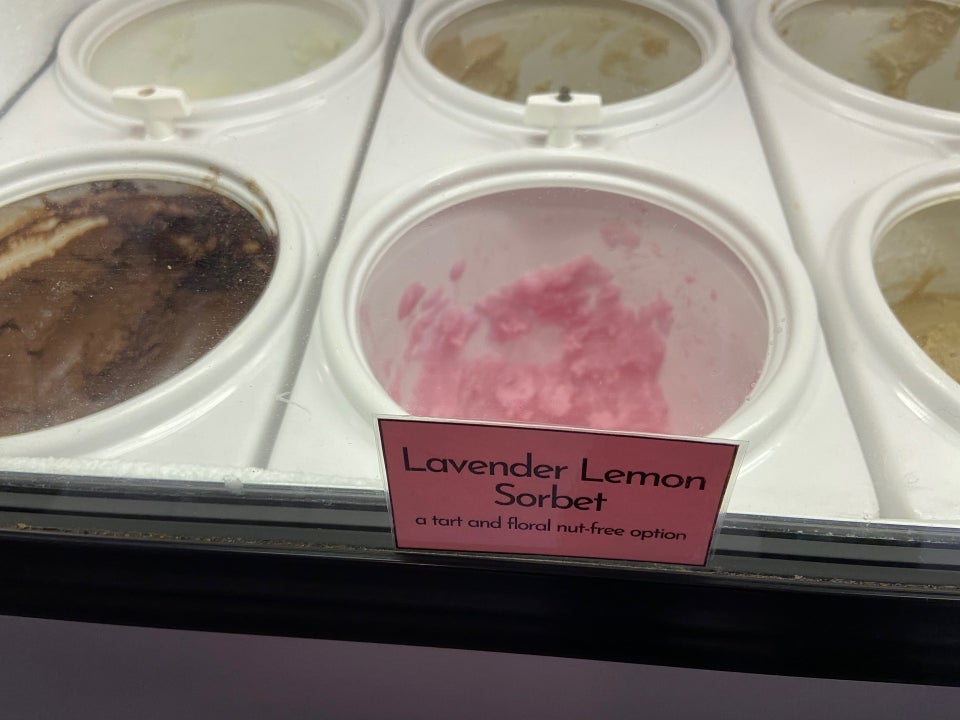 Lavender Lemon
Sorbet
a tart and floral nut-free option